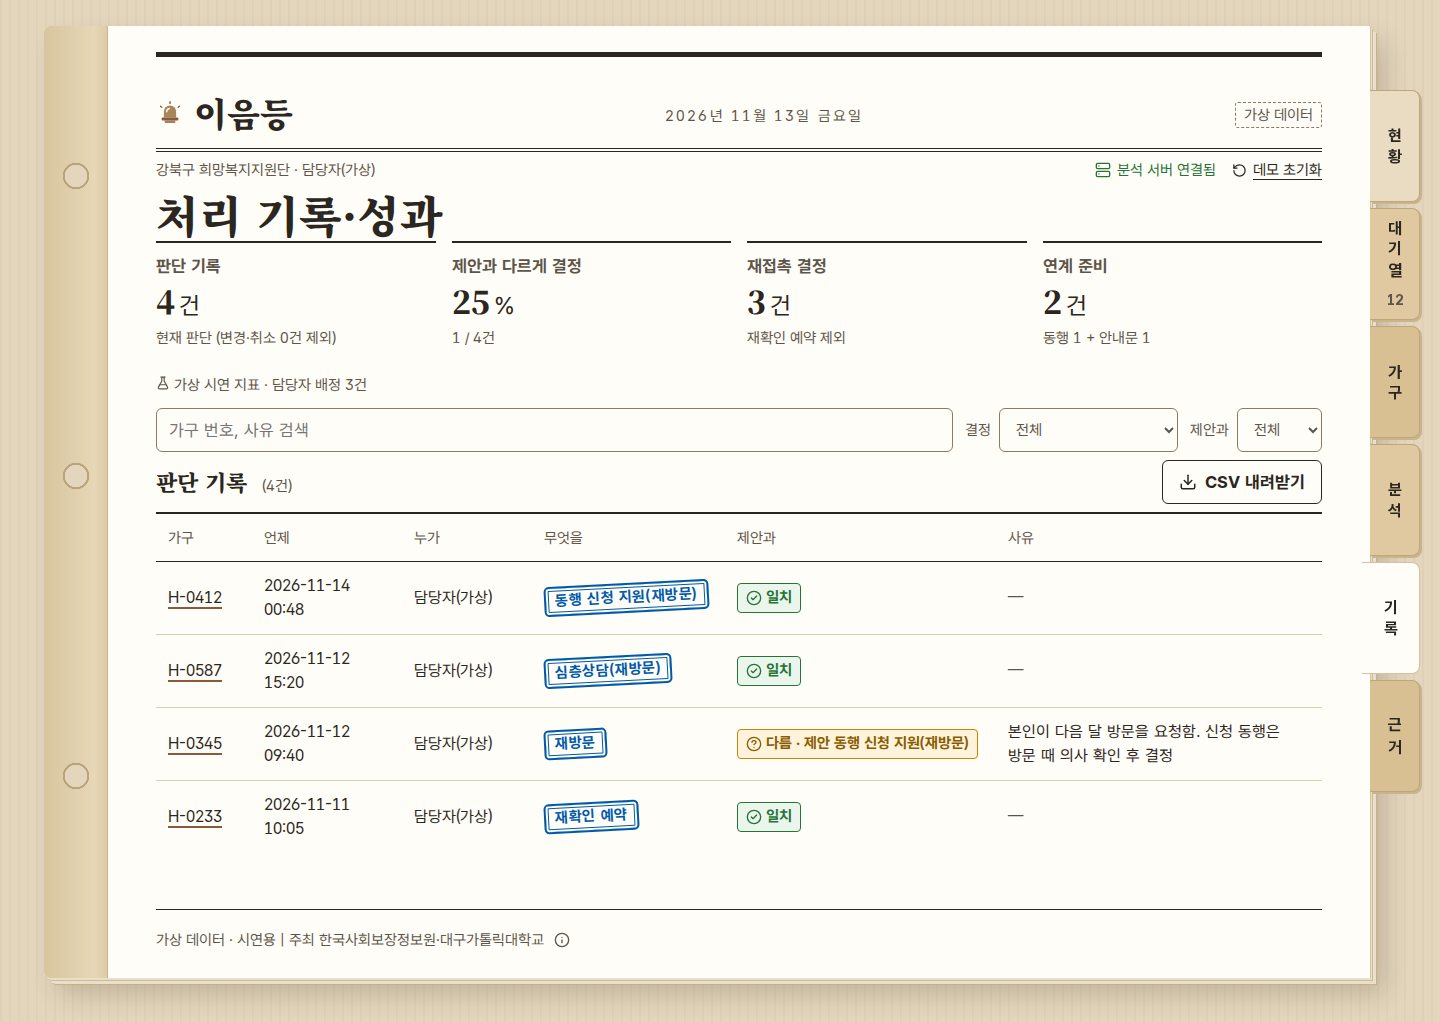 이음등
2026년 11월 13일 금요일
가상 데이터
강북구 희망복지지원단 · 담당자(가상)
분석 서버 연결됨
데모 초기화
처리 기록·성과
판단 기록
4 건
현재 판단 (변경·취소 0건 제외)
제안과 다르게 결정
25 %
1 / 4건
재접촉 결정
3 건
재확인 예약 제외
연계 준비
2 건
동행 1 + 안내문 1
가상 시연 지표 · 담당자 배정 3건
가구 번호, 사유 검색
결정 전체
제안과 전체
판단 기록 (4건)
CSV 내려받기
가구 언제 누가 무엇을 제안과 사유
H-0412 2026-11-14 00:48 담당자(가상) 동행 신청 지원(재방문) 일치 —
H-0587 2026-11-12 15:20 담당자(가상) 심층상담(재방문) 일치 —
H-0345 2026-11-12 09:40 담당자(가상) 재방문 다름 · 제안 동행 신청 지원(재방문) 본인이 다음 달 방문을 요청함. 신청 동행은 방문 때 의사 확인 후 결정
H-0233 2026-11-11 10:05 담당자(가상) 재확인 예약 일치 —
가상 데이터 · 시연용 | 주최 한국사회보장정보원·대구가톨릭대학교
현황
대기열
12
가구
분석
기록
근거